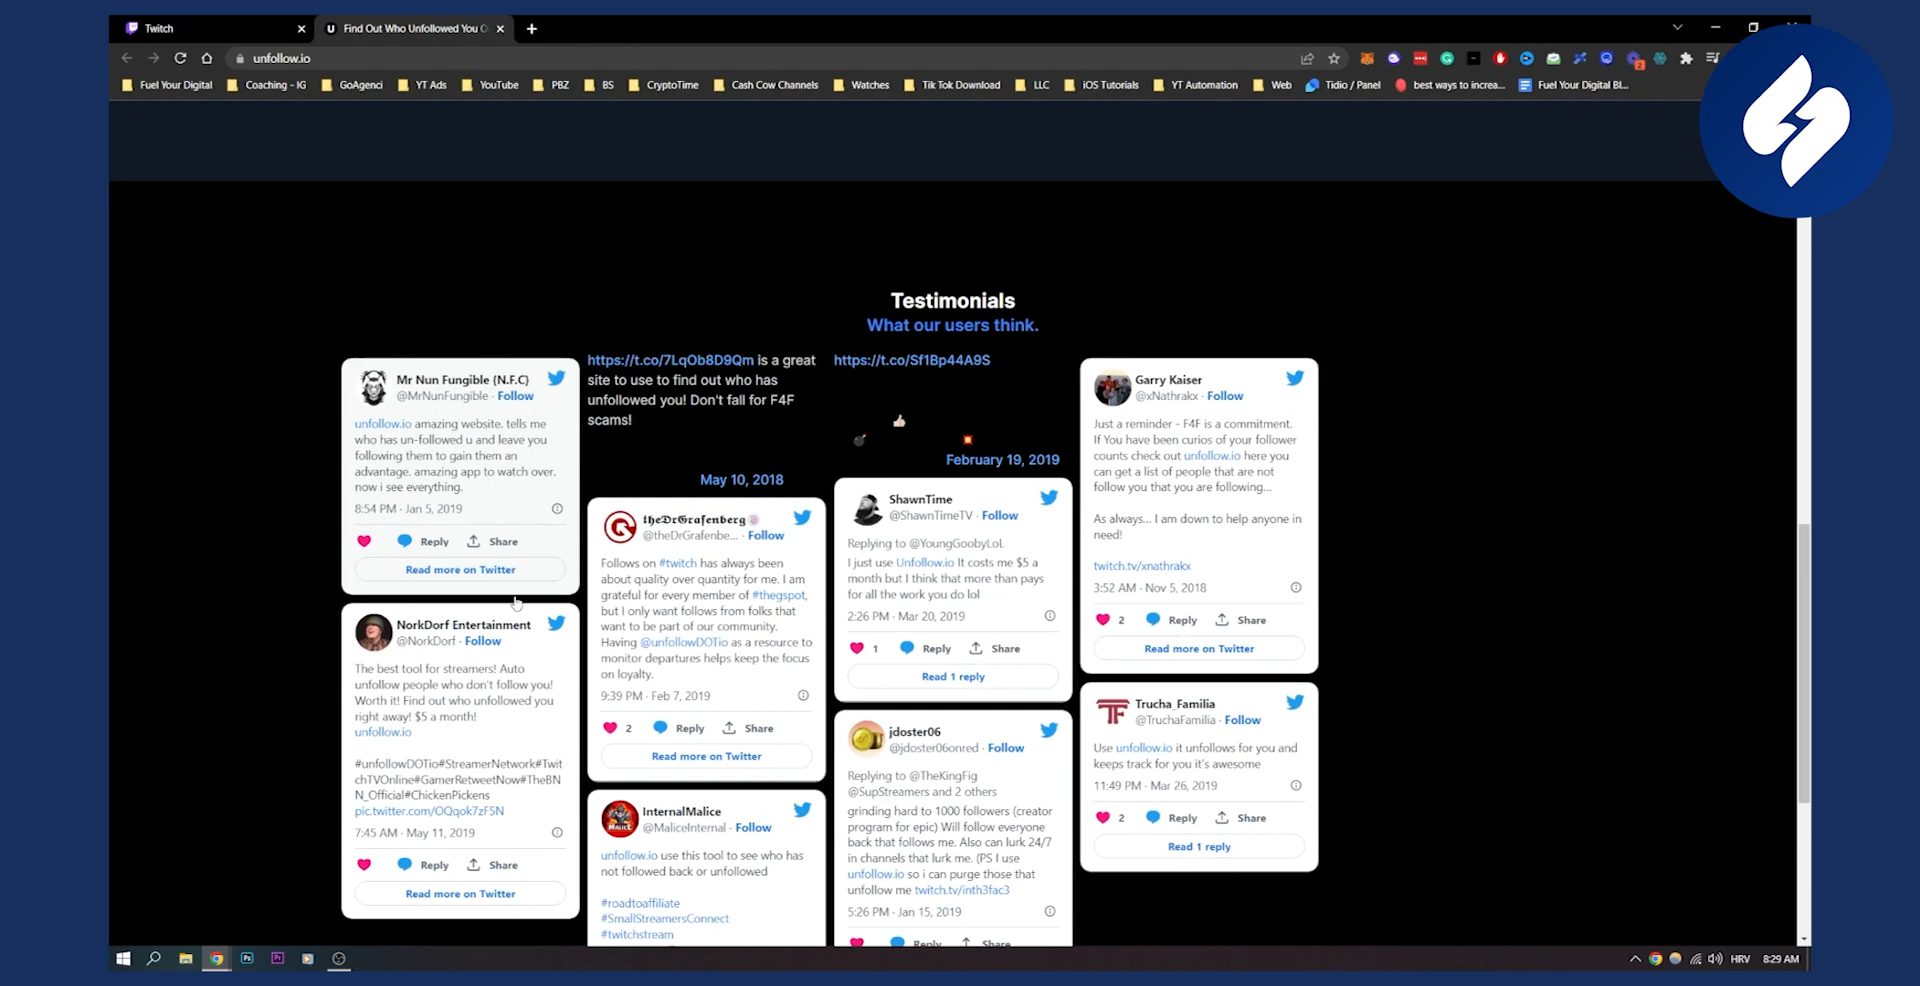 Twitch
Find Out Who Unfollowed You O
unfollow.io
Fuel Your Digital
Coaching - IG
GoAgenci
YT Ads
YouTube
PBZ
BS
CryptoTime
Cash Cow Channels
Watches
Tik Tok Download
LLC
iOS Tutorials
YT Automation
Web
Tidio / Panel
best ways to increa...
Fuel Your Digital Bl...
Testimonials
What our users think.
Mr Nun Fungible {N.F.C}
@MrNunFungible · Follow
unfollow.io amazing website. tells me
who has un-followed u and leave you
following them to gain them an
advantage. amazing app to watch over.
now i see everything.
8:54 PM · Jan 5, 2019
Reply Share
Read more on Twitter
NorkDorf Entertainment
@NorkDorf · Follow
The best tool for streamers! Auto
unfollow people who don't follow you!
Worth it! Find out who unfollowed you
right away! $5 a month!
unfollow.io
#unfollowDOTio#StreamerNetwork#Twit
chTVOnline#GamerRetweetNow#TheBN
N_Official#ChickenPickens
pic.twitter.com/OQqok7zF5N
7:45 AM · May 11, 2019
Reply Share
Read more on Twitter
https://t.co/7LqOb8D9Qm is a great
site to use to find out who has
unfollowed you! Don't fall for F4F
scams!
May 10, 2018
𝖙𝖍𝖊𝕯𝖗𝕲𝖗𝖆𝖋𝖊𝖓𝖇𝖊𝖗𝖌
@theDrGrafenbe... · Follow
Follows on #twitch has always been
about quality over quantity for me. I am
grateful for every member of #thegspot,
but I only want follows from folks that
want to be part of our community.
Having @unfollowDOTio as a resource to
monitor departures helps keep the focus
on loyalty.
9:39 PM · Feb 7, 2019
2 Reply Share
Read more on Twitter
InternalMalice
@MaliceInternal · Follow
unfollow.io use this tool to see who has
not followed back or unfollowed
#roadtoaffiliate
#SmallStreamersConnect
#twitchstream
https://t.co/Sf1Bp44A9S
February 19, 2019
ShawnTime
@ShawnTimeTV · Follow
Replying to @YoungGoobyLoL
I just use Unfollow.io It costs me $5 a
month but I think that more than pays
for all the work you do lol
2:26 PM · Mar 20, 2019
1 Reply Share
Read 1 reply
jdoster06
@jdoster06onred · Follow
Replying to @TheKingFig
@SupStreamers and 2 others
grinding hard to 1000 followers (creator
program for epic) Will follow everyone
back that follows me. Also can lurk 24/7
in channels that lurk me. (PS I use
unfollow.io so i can purge those that
unfollow me twitch.tv/inth3fac3
5:26 PM · Jan 15, 2019
Reply Share
Garry Kaiser
@xNathrakx · Follow
Just a reminder - F4F is a commitment.
If You have been curios of your follower
counts check out unfollow.io here you
can get a list of people that are not
follow you that you are following...
As always... I am down to help anyone in
need!
twitch.tv/xnathrakx
3:52 AM · Nov 5, 2018
2 Reply Share
Read more on Twitter
Trucha_Familia
@TruchaFamilia · Follow
Use unfollow.io it unfollows for you and
keeps track for you it's awesome
11:49 PM · Mar 26, 2019
2 Reply Share
Read 1 reply
HRV 8:29 AM